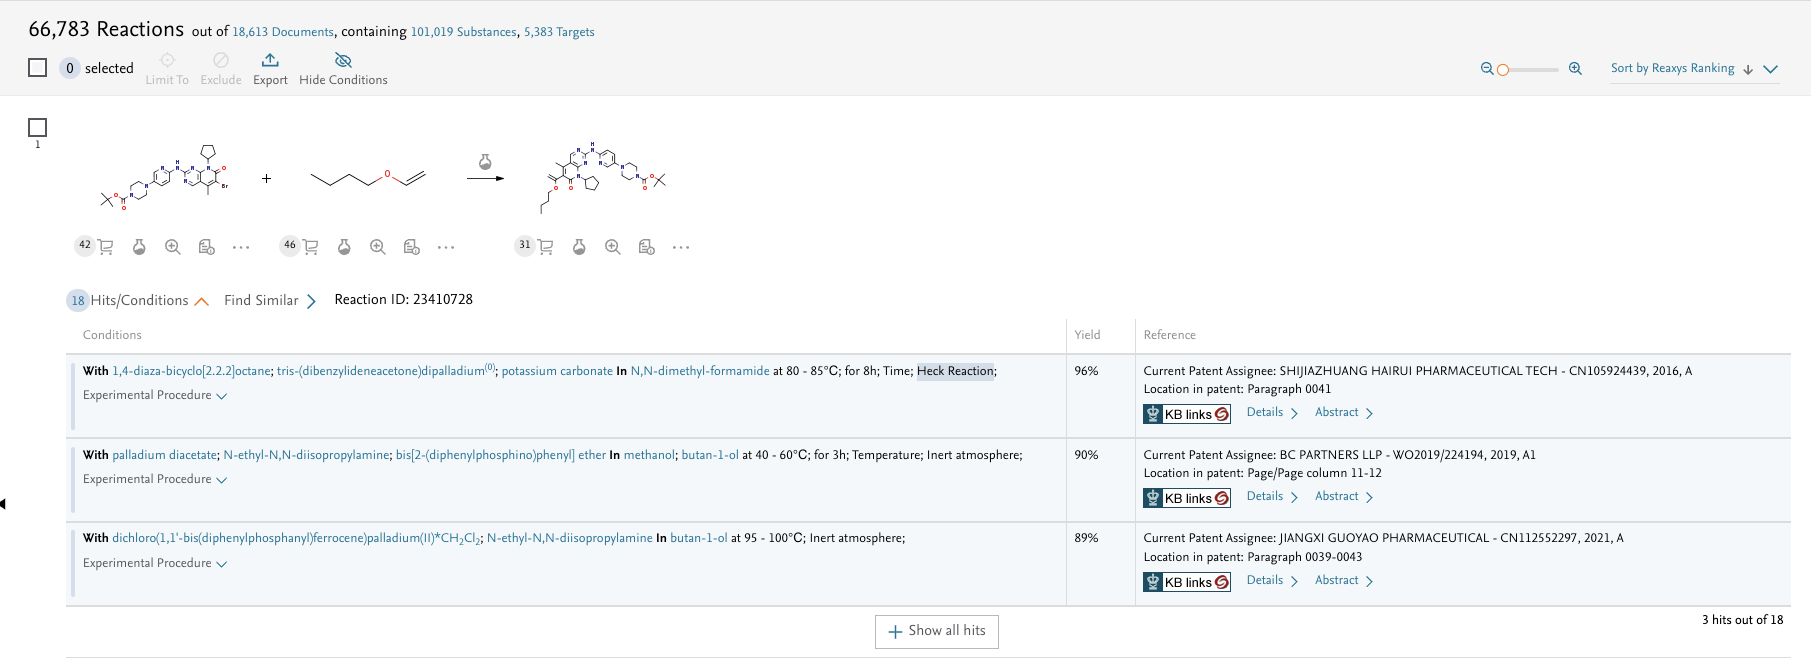 66,783 Reactions out of 18,613 Documents, containing 101,019 Substances, 5,383 Targets
0 selected
Limit To
Exclude
Export
Hide Conditions
Sort by Reaxys Ranking
1
+
42
46
31
18 Hits/Conditions
Find Similar
Reaction ID: 23410728
Conditions
Yield
Reference
With 1,4-diaza-bicyclo[2.2.2]octane; tris-(dibenzylideneacetone)dipalladium(0); potassium carbonate In N,N-dimethyl-formamide at 80 - 85°C; for 8h; Time; Heck Reaction;
Experimental Procedure
96%
Current Patent Assignee: SHIJIAZHUANG HAIRUI PHARMACEUTICAL TECH - CN105924439, 2016, A
Location in patent: Paragraph 0041
KB links
Details
Abstract
With palladium diacetate; N-ethyl-N,N-diisopropylamine; bis[2-(diphenylphosphino)phenyl] ether In methanol; butan-1-ol at 40 - 60°C; for 3h; Temperature; Inert atmosphere;
Experimental Procedure
90%
Current Patent Assignee: BC PARTNERS LLP - WO2019/224194, 2019, A1
Location in patent: Page/Page column 11-12
KB links
Details
Abstract
With dichloro(1,1'-bis(diphenylphosphanyl)ferrocene)palladium(II)*CH2Cl2; N-ethyl-N,N-diisopropylamine In butan-1-ol at 95 - 100°C; Inert atmosphere;
Experimental Procedure
89%
Current Patent Assignee: JIANGXI GUOYAO PHARMACEUTICAL - CN112552297, 2021, A
Location in patent: Paragraph 0039-0043
KB links
Details
Abstract
3 hits out of 18
Show all hits